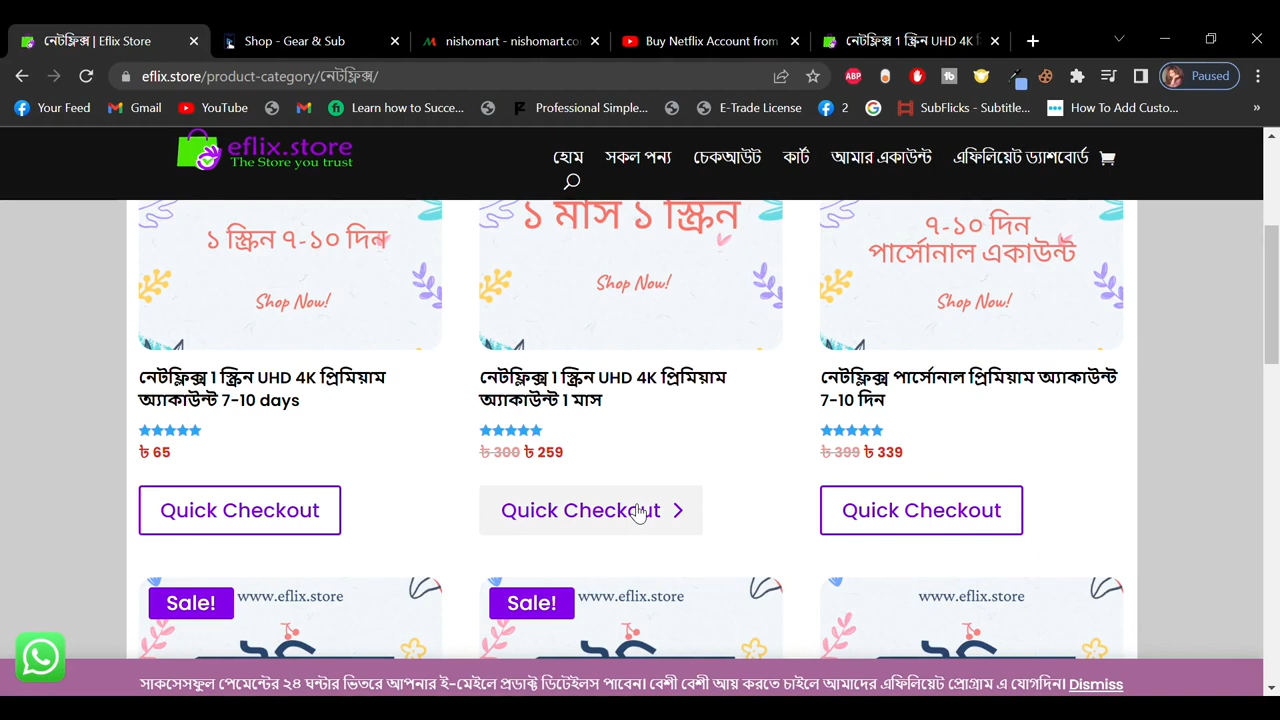 নেটফ্লিক্স | Eflix Store
Shop - Gear & Sub
nishomart - nishomart.co
Buy Netflix Account from
নেটফ্লিক্স 1 স্ক্রিন UHD 4K f
eflix.store/product-category/নেটফ্লিক্স/
Paused
Your Feed
Gmail
YouTube
Learn how to Succe...
Professional Simple...
E-Trade License
2
SubFlicks - Subtitle...
How To Add Custo...
eflix.store
The Store you trust
হোম
সকল পন্য
চেকআউট
কার্ট
আমার একাউন্ট
এফিলিয়েট ড্যাশবোর্ড
১ স্ক্রিন ৭-১০ দিন
Shop Now!
১ মাস ১ স্ক্রিন
Shop Now!
৭-১০ দিন
পার্সোনাল একাউন্ট
Shop Now!
নেটফ্লিক্স 1 স্ক্রিন UHD 4K প্রিমিয়াম
অ্যাকাউন্ট 7-10 days
৳ 65
Quick Checkout
নেটফ্লিক্স 1 স্ক্রিন UHD 4K প্রিমিয়াম
অ্যাকাউন্ট 1 মাস
৳ 300 ৳ 259
Quick Checkout
নেটফ্লিক্স পার্সোনাল প্রিমিয়াম অ্যাকাউন্ট
7-10 দিন
৳ 399 ৳ 339
Quick Checkout
Sale!
www.eflix.store
Sale!
www.eflix.store
www.eflix.store
সাকসেসফুল পেমেন্টের ২৪ ঘন্টার ভিতরে আপনার ই-মেইলে প্রডাক্ট ডিটেইলস পাবেন। বেশী বেশী আয় করতে চাইলে আমাদের এফিলিয়েট প্রোগ্রাম এ যোগদিন। Dismiss